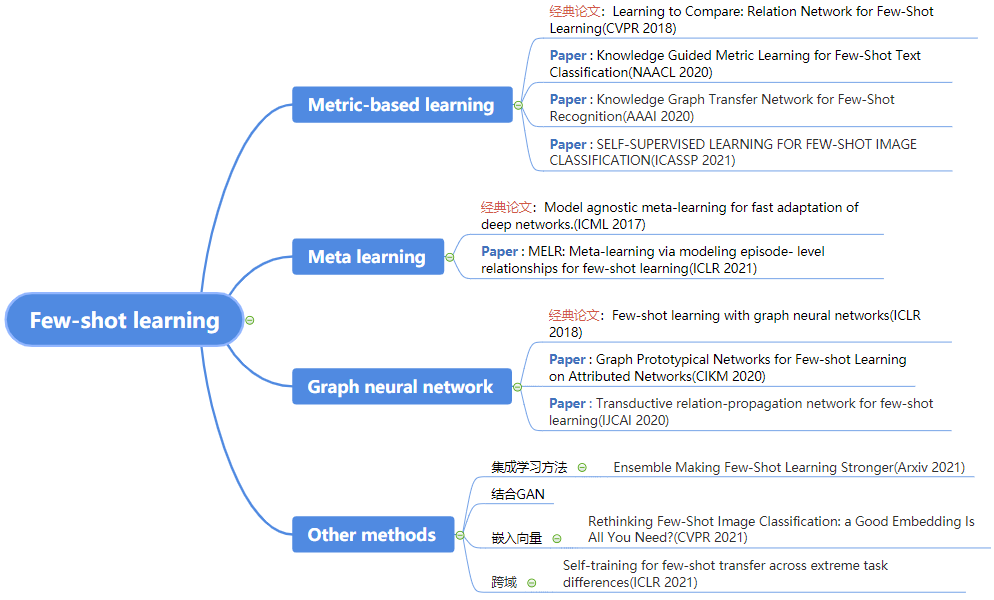 Few-shot learning
Metric-based learning
经典论文：Learning to Compare: Relation Network for Few-Shot
Learning(CVPR 2018)
Paper : Knowledge Guided Metric Learning for Few-Shot Text
Classification(NAACL 2020)
Paper : Knowledge Graph Transfer Network for Few-Shot
Recognition(AAAI 2020)
Paper : SELF-SUPERVISED LEARNING FOR FEW-SHOT IMAGE
CLASSIFICATION(ICASSP 2021)
Meta learning
经典论文：Model agnostic meta-learning for fast adaptation of
deep networks.(ICML 2017)
Paper : MELR: Meta-learning via modeling episode- level
relationships for few-shot learning(ICLR 2021)
Graph neural network
经典论文：Few-shot learning with graph neural networks(ICLR
2018)
Paper : Graph Prototypical Networks for Few-shot Learning
on Attributed Networks(CIKM 2020)
Paper : Transductive relation-propagation network for few-shot
learning(IJCAI 2020)
Other methods
集成学习方法
Ensemble Making Few-Shot Learning Stronger(Arxiv 2021)
结合GAN
嵌入向量
Rethinking Few-Shot Image Classification: a Good Embedding Is
All You Need?(CVPR 2021)
跨域
Self-training for few-shot transfer across extreme task
differences(ICLR 2021)